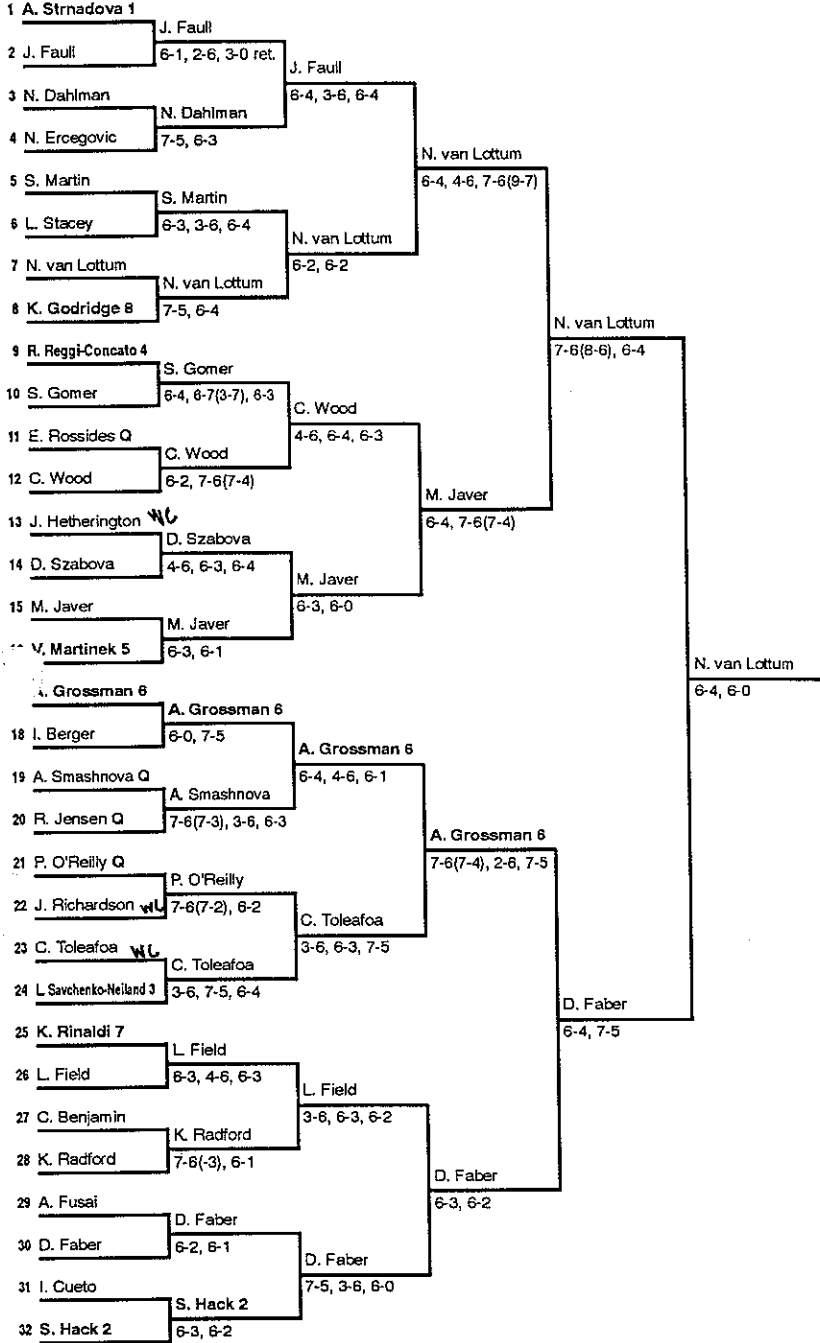 1 A. Strnadova 1
J. Faull
2 J. Faull
6-1, 2-6, 3-0 ret.
J. Faull
6-4, 3-6, 6-4
3 N. Dahlman
N. Dahlman
4 N. Ercegovic
7-5, 6-3
N. van Lottum
6-4, 4-6, 7-6(9-7)
5 S. Martin
S. Martin
6 L. Stacey
6-3, 3-6, 6-4
N. van Lottum
6-2, 6-2
7 N. van Lottum
N. van Lottum
8 K. Godridge 8
7-5, 6-4
N. van Lottum
7-6(8-6), 6-4
9 R. Reggi-Concato 4
S. Gomer
10 S. Gomer
6-4, 6-7(3-7), 6-3
C. Wood
4-6, 6-4, 6-3
11 E. Rossides Q
C. Wood
12 C. Wood
6-2, 7-6(7-4)
M. Javer
6-4, 7-6(7-4)
13 J. Hetherington WC
D. Szabova
14 D. Szabova
4-6, 6-3, 6-4
M. Javer
6-3, 6-0
15 M. Javer
M. Javer
V. Martinek 5
6-3, 6-1
N. van Lottum
6-4, 6-0
Grossman 6
A. Grossman 6
18 I. Berger
6-0, 7-5
A. Grossman 6
6-4, 4-6, 6-1
19 A. Smashnova Q
A. Smashnova
20 R. Jensen Q
7-6(7-3), 3-6, 6-3
A. Grossman 6
7-6(7-4), 2-6, 7-5
21 P. O'Reilly Q
P. O'Reilly
22 J. Richardson WC
7-6(7-2), 6-2
C. Toleafoa
3-6, 6-3, 7-5
23 C. Toleafoa WC
C. Toleafoa
24 L Savchenko-Neiland 3
3-6, 7-5, 6-4
D. Faber
6-4, 7-5
25 K. Rinaldi 7
L. Field
26 L. Field
6-3, 4-6, 6-3
L. Field
3-6, 6-3, 6-2
27 C. Benjamin
K. Radford
28 K. Radford
7-6(-3), 6-1
D. Faber
6-3, 6-2
29 A. Fusai
D. Faber
30 D. Faber
6-2, 6-1
D. Faber
7-5, 3-6, 6-0
31 I. Cueto
S. Hack 2
32 S. Hack 2
6-3, 6-2